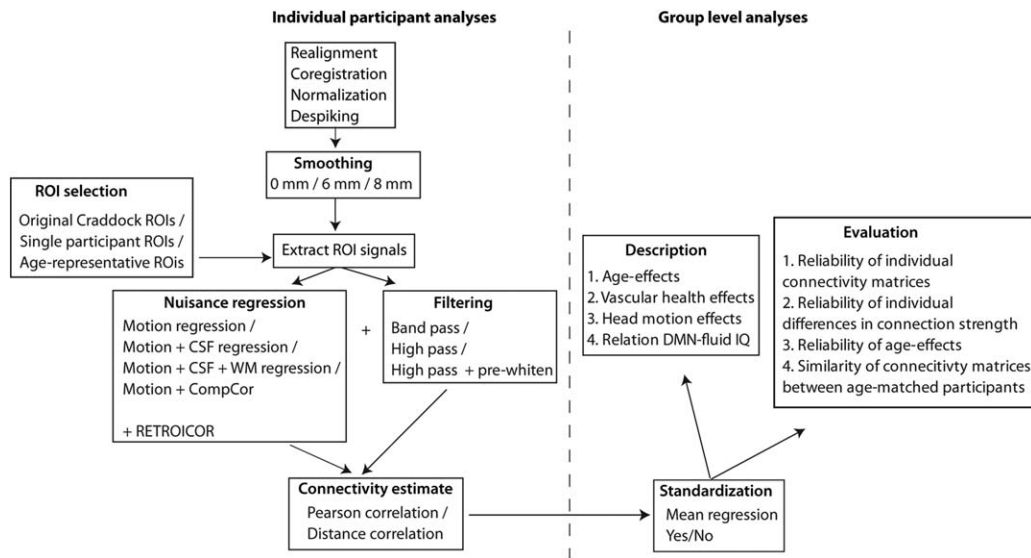 Individual participant analyses
Group level analyses
Realignment
Coregistration
Normalization
Despiking
Smoothing
0 mm / 6 mm / 8 mm
ROI selection
Original Craddock ROIs /
Single participant ROIs /
Age-representative ROis
Extract ROI signals
Nuisance regression
Motion regression /
Motion + CSF regression /
Motion + CSF + WM regression /
Motion + CompCor
+ RETROICOR
+
Filtering
Band pass /
High pass /
High pass + pre-whiten
Connectivity estimate
Pearson correlation /
Distance correlation
Description
1. Age-effects
2. Vascular health effects
3. Head motion effects
4. Relation DMN-fluid IQ
Evaluation
1. Reliability of individual
connectivity matrices
2. Reliability of individual
differences in connection strength
3. Reliability of age-effects
4. Similarity of connectivity matrices
between age-matched participants
Standardization
Mean regression
Yes/No